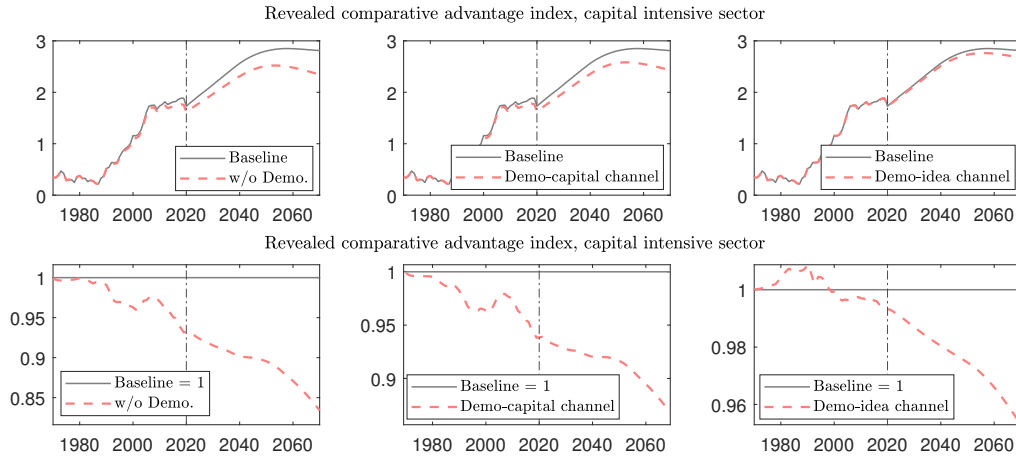 Revealed comparative advantage index, capital intensive sector
3
2
1
0
Baseline
w/o Demo.
1980 2000 2020 2040 2060
3
2
1
0
Baseline
Demo-capital channel
1980 2000 2020 2040 2060
3
2
1
0
Baseline
Demo-idea channel
1980 2000 2020 2040 2060
Revealed comparative advantage index, capital intensive sector
1
0.95
0.9
0.85
Baseline = 1
w/o Demo.
1980 2000 2020 2040 2060
1
0.95
0.9
Baseline = 1
Demo-capital channel
1980 2000 2020 2040 2060
1
0.98
0.96
Baseline = 1
Demo-idea channel
1980 2000 2020 2040 2060